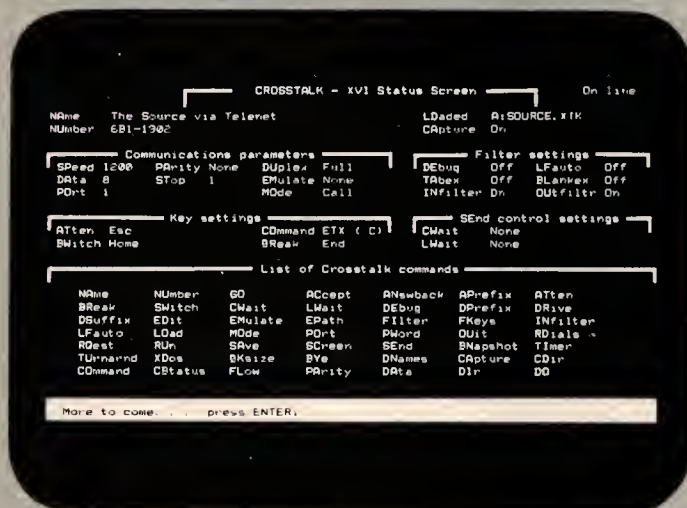 CROSSTALK - XVI Status Screen On line
NAme The Source via Telenet LOaded A:SOURCE.XTK
NUmber 681-1902 CApture On
Communications parameters Filter settings
SPeed 1200 PArity None DUplex Full DEbug Off LFauto Off
DAta 8 STop 1 EMulate None TAbex Off BLankex Off
POrt 1 MOde Call INfilter On OUtfiltr On
Key settings SEnd control settings
ATten Esc COmmand ETX ( C) CWait None
SWitch Home BReak End LWait None
List of Crosstalk commands
NAme NUmber GO ACcept ANswback APrefix ATten
BReak SWitch CWait LWait DEbug DPrefix DRive
DSuffix EDit EMulate EPath FIlter FKeys INfilter
LFauto LOad MOde POrt PWord QUit RDials
RQest RUn SAve SCreen SEnd SNapshot TImer
TUrnarnd XDos BKsize BYe DNames CApture CDir
COmmand CStatus FLow PArity DAta DIr DO
More to come. . . press ENTER: